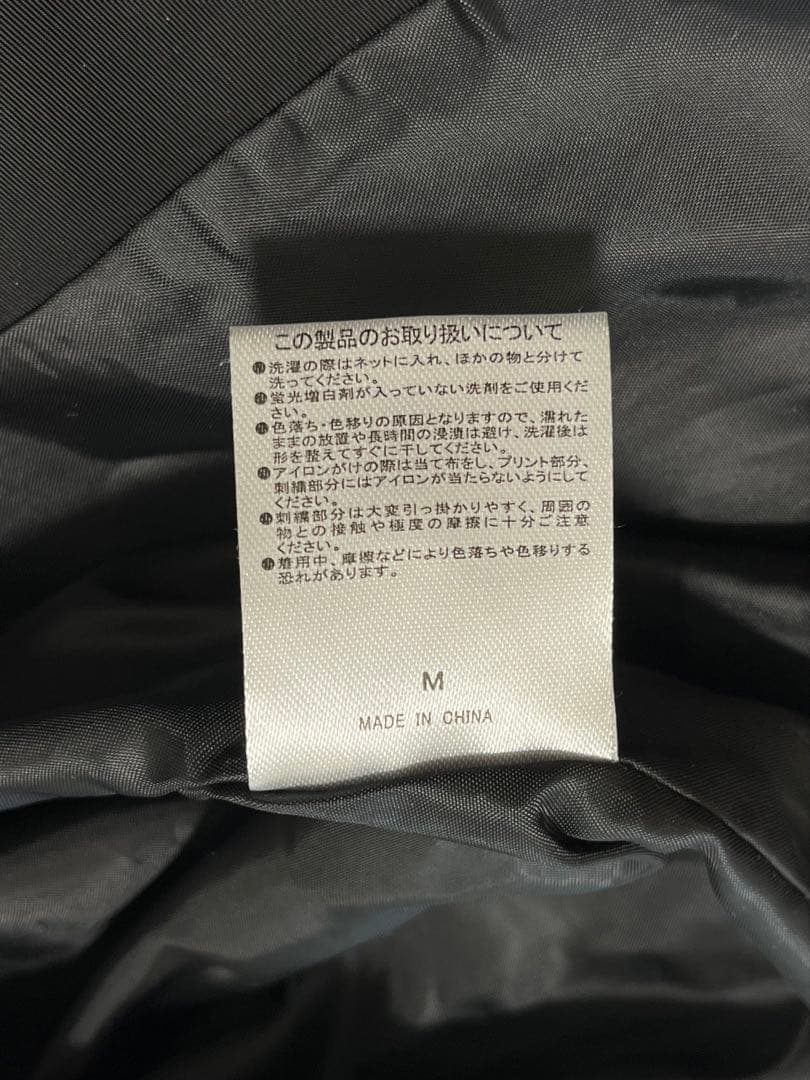 この製品のお取り扱いについて
●洗濯の際はネットに入れ、ほかの物と分けて
洗ってください。
●蛍光増白剤が入っていない洗剤をご使用くだ
さい。
●色落ち・色移りの原因となりますので、濡れた
ままの放置や長時間の浸漬は避け、洗濯後は
形を整えてすぐに干してください。
●アイロンがけの際は当て布をし、プリント部分、
刺繍部分にはアイロンが当たらないようにして
ください。
●刺繍部分は大変引っ掛かりやすく、周囲の
物との接触や極度の摩擦に十分ご注意
ください。
●着用中、摩擦などにより色落ちや色移りする
恐れがあります。
M
MADE IN CHINA